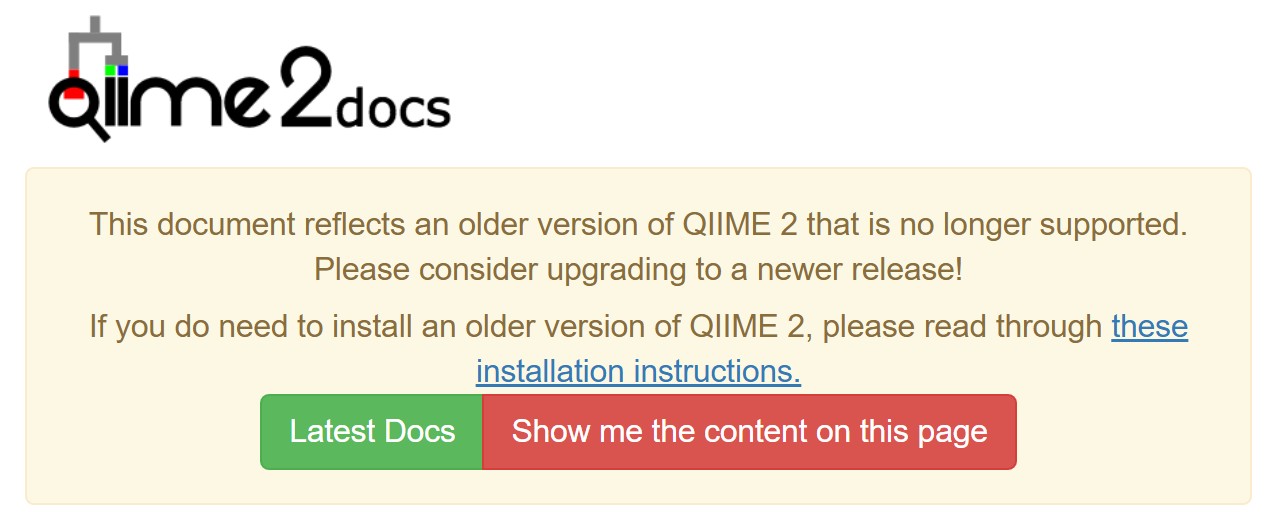 qiime2docs
This document reflects an older version of QIIME 2 that is no longer supported.
Please consider upgrading to a newer release!
If you do need to install an older version of QIIME 2, please read through these
installation instructions.
Latest Docs Show me the content on this page